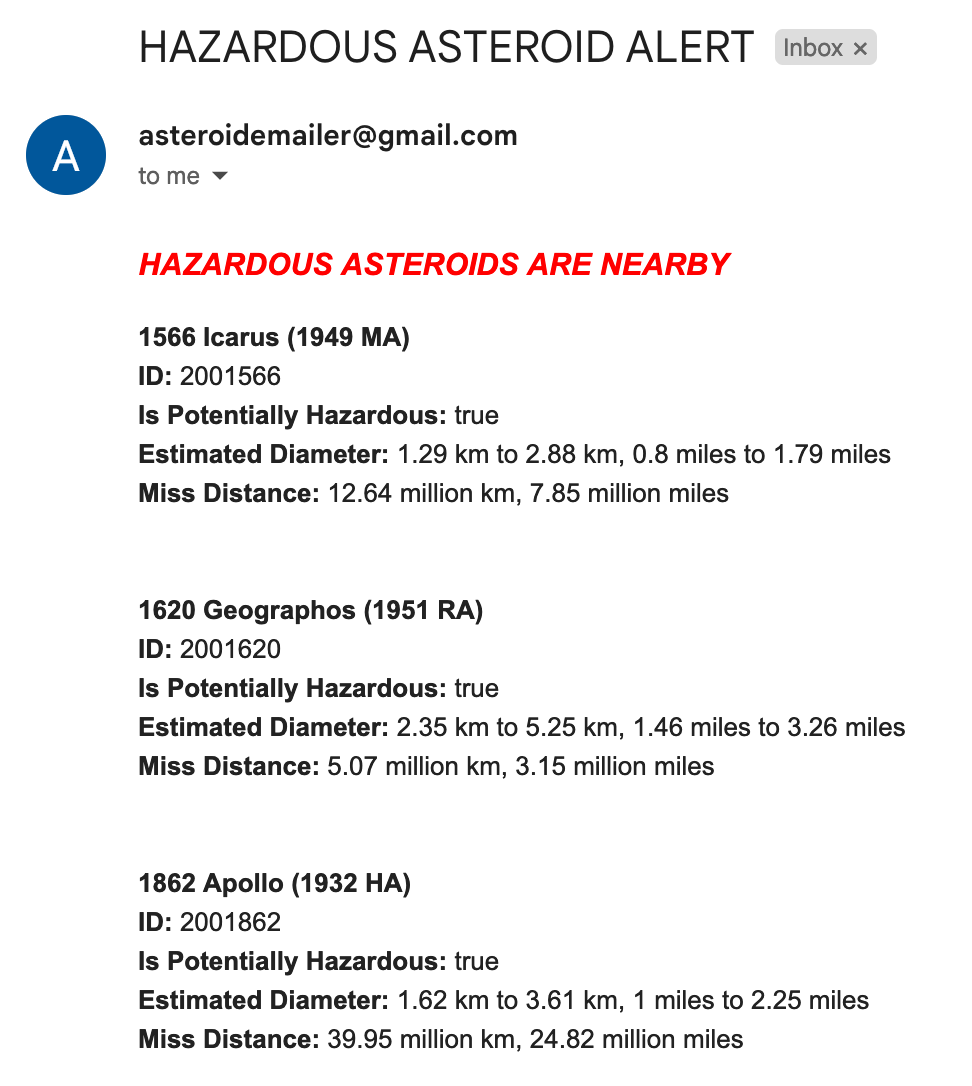 HAZARDOUS ASTEROID ALERT Inbox ×
A
asteroidemailer@gmail.com
to me
HAZARDOUS ASTEROIDS ARE NEARBY
1566 Icarus (1949 MA)
ID: 2001566
Is Potentially Hazardous: true
Estimated Diameter: 1.29 km to 2.88 km, 0.8 miles to 1.79 miles
Miss Distance: 12.64 million km, 7.85 million miles
1620 Geographos (1951 RA)
ID: 2001620
Is Potentially Hazardous: true
Estimated Diameter: 2.35 km to 5.25 km, 1.46 miles to 3.26 miles
Miss Distance: 5.07 million km, 3.15 million miles
1862 Apollo (1932 HA)
ID: 2001862
Is Potentially Hazardous: true
Estimated Diameter: 1.62 km to 3.61 km, 1 miles to 2.25 miles
Miss Distance: 39.95 million km, 24.82 million miles